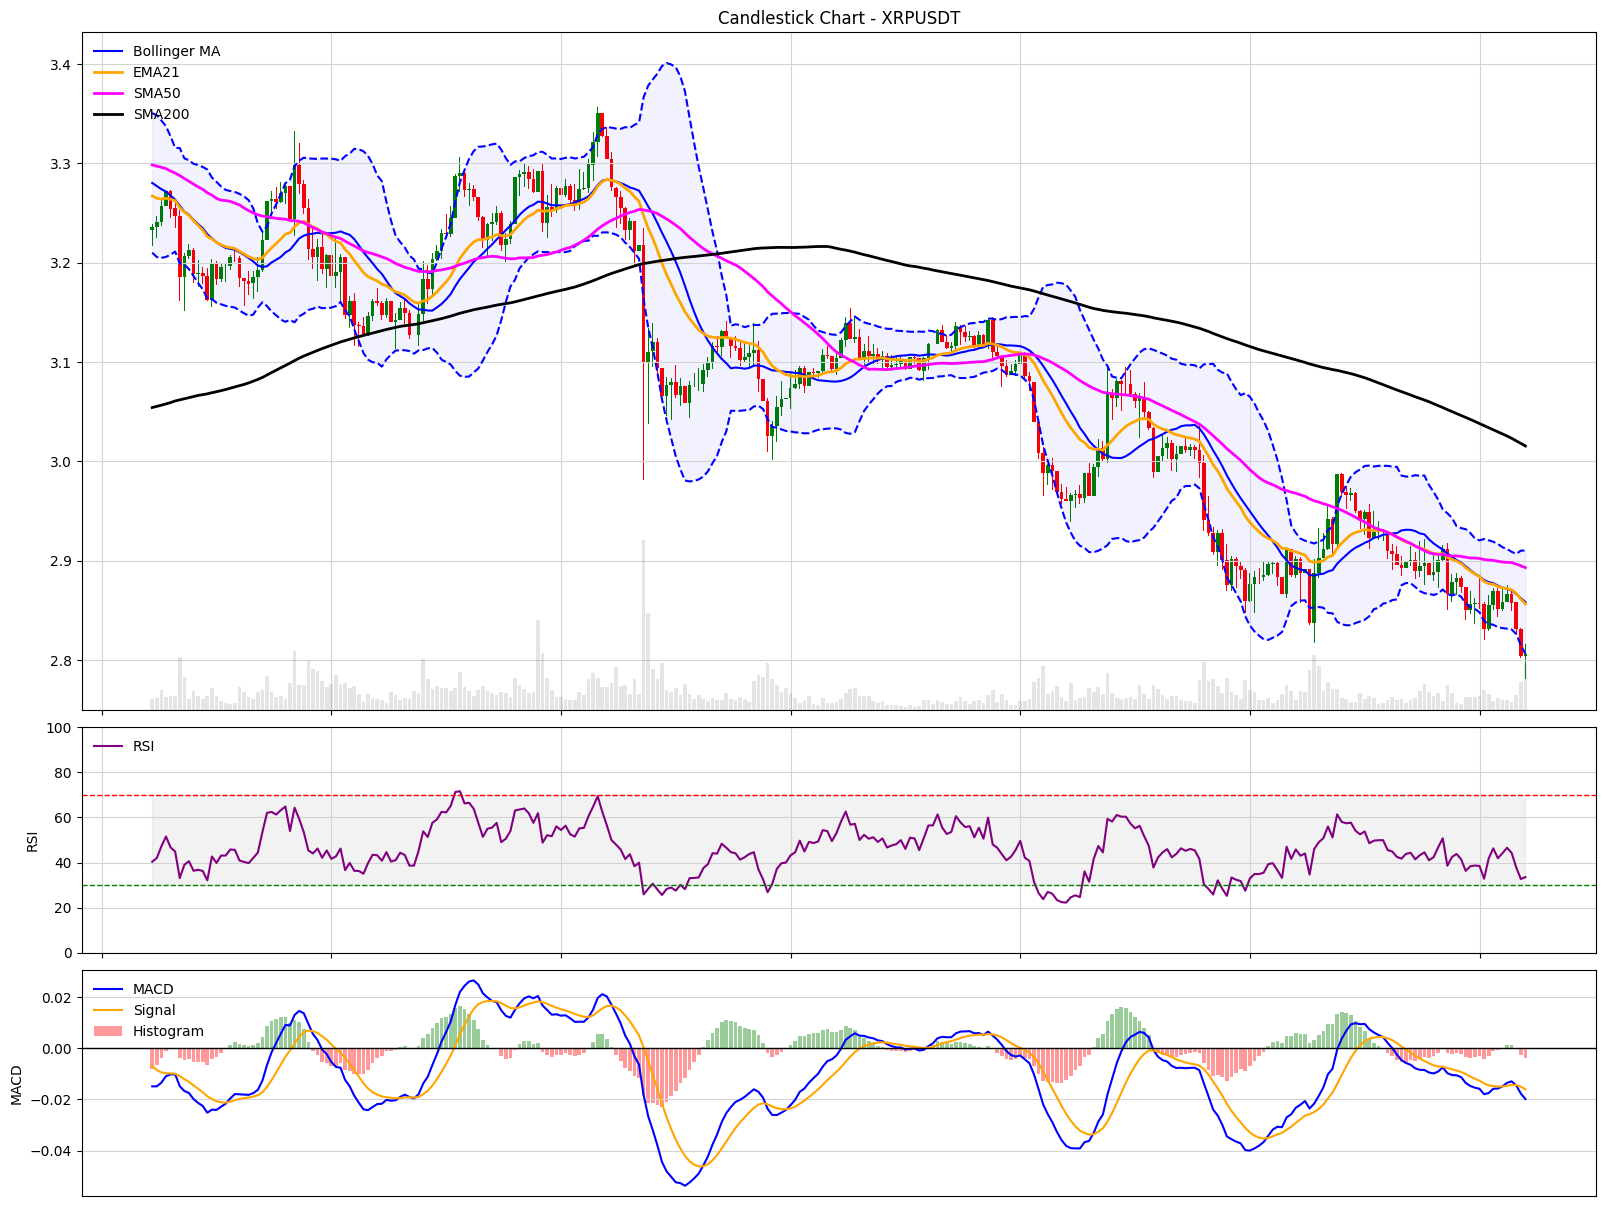 Candlestick Chart - XRPUSDT
Bollinger MA
EMA21
SMA50
SMA200
3.4
3.3
3.2
3.1
3.0
2.9
2.8
RSI
RSI
100
80
60
40
20
0
MACD
Signal
Histogram
MACD
0.02
0.00
−0.02
−0.04